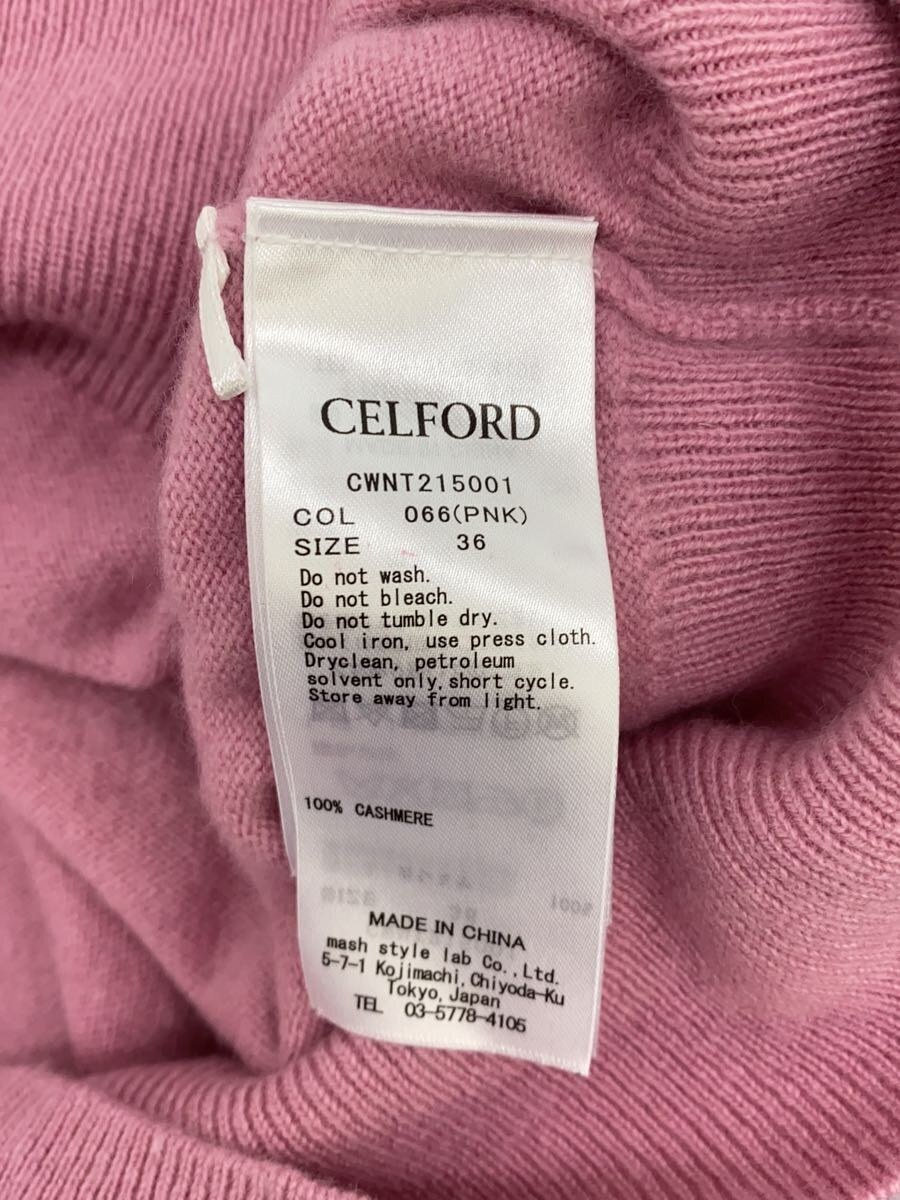 CELFORD
CWNT215001
COL 066(PNK)
SIZE 36
Do not wash.
Do not bleach.
Do not tumble dry.
Cool iron, use press cloth.
Dryclean, petroleum
solvent only,short cycle.
Store away from light.
100% CASHMERE
MADE IN CHINA
mash style lab Co.,Ltd.
5-7-1 Kojimachi,Chiyoda-Ku
Tokyo,Japan
TEL 03-5778-4105